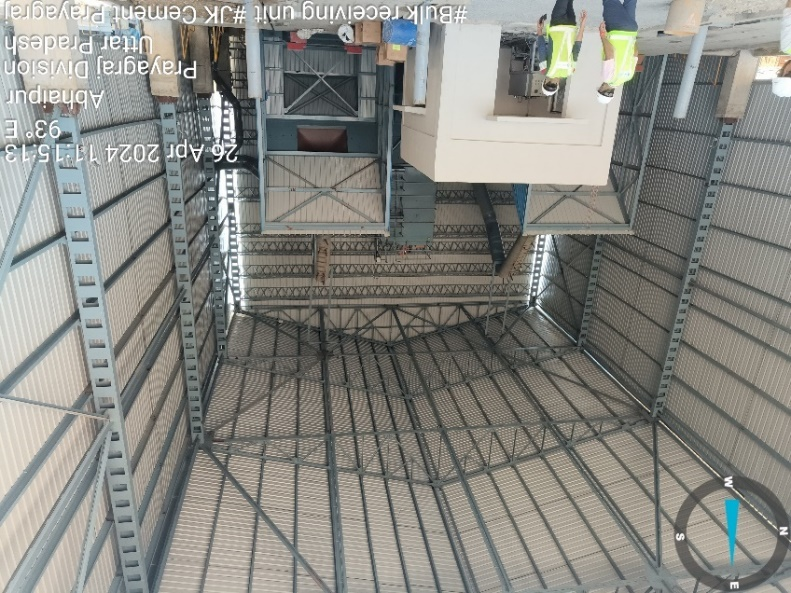 26 Apr 2024 11:15:13
93° E
Abhaipur
Prayagraj Division
Uttar Pradesh
#Bulk receiving unit #JK Cement Prayagraj
N
E
S
W